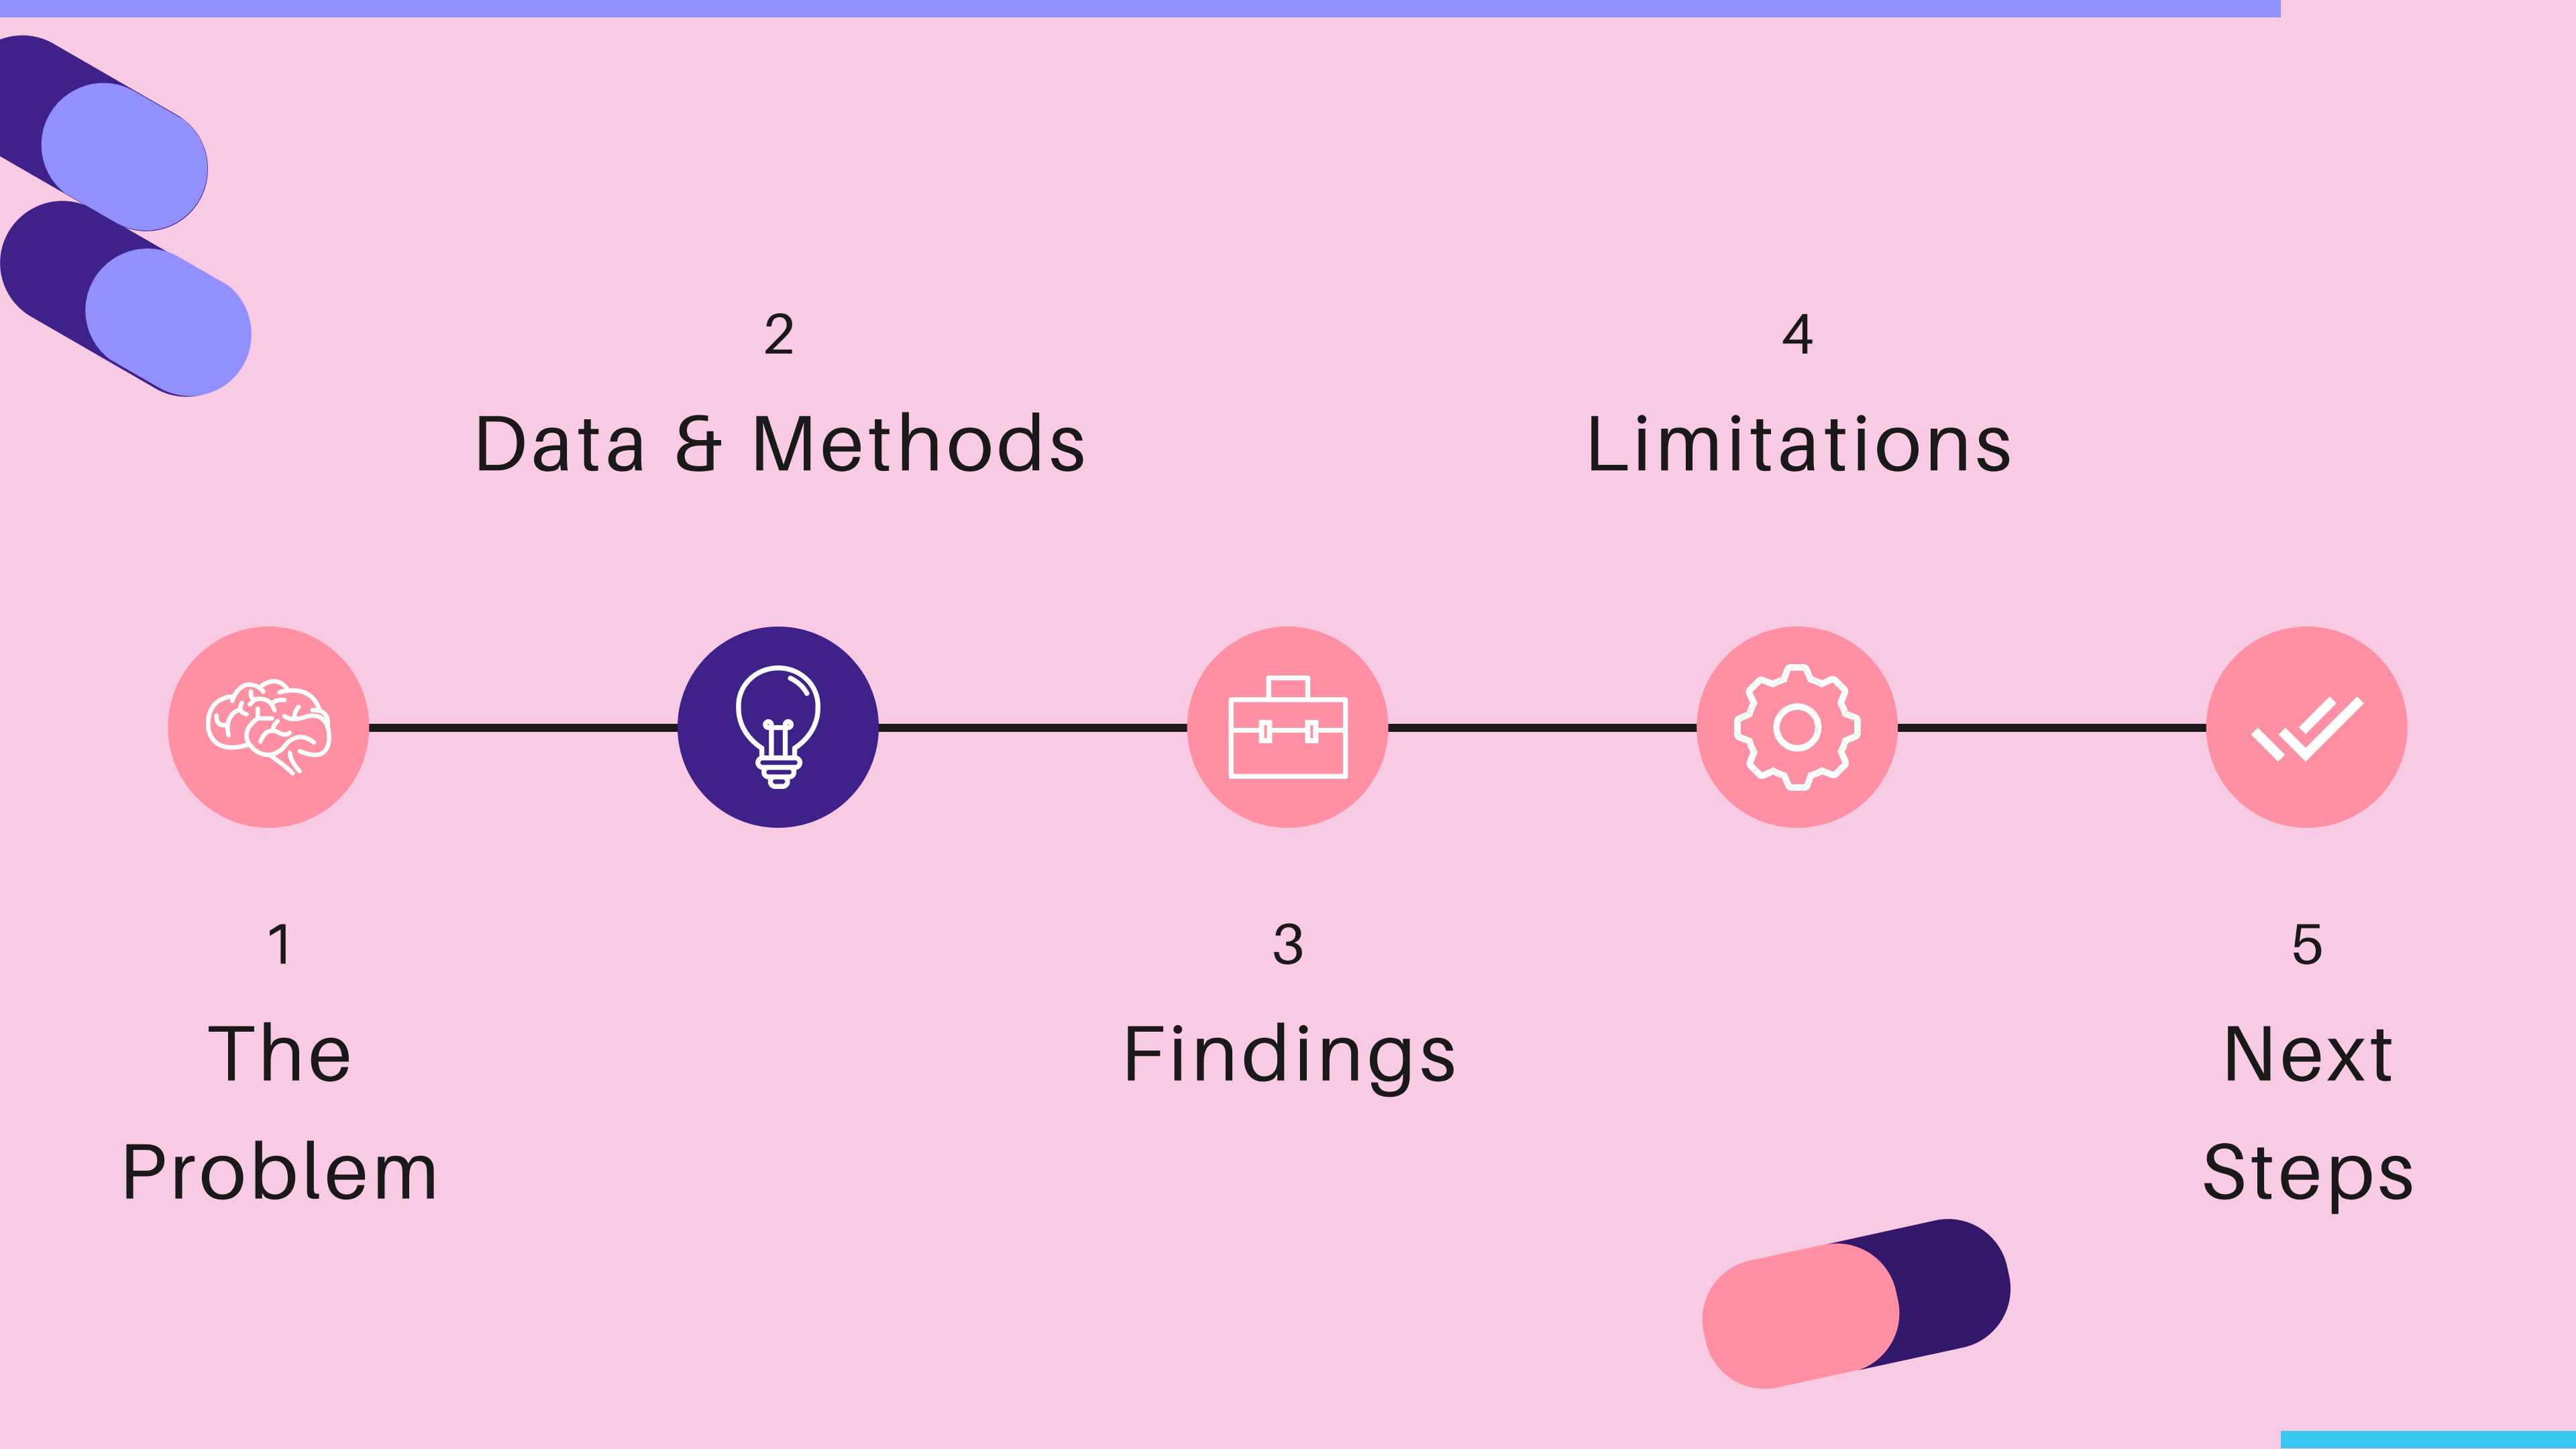 1
The
Problem
2
Data & Methods
3
Findings
4
Limitations
5
Next
Steps